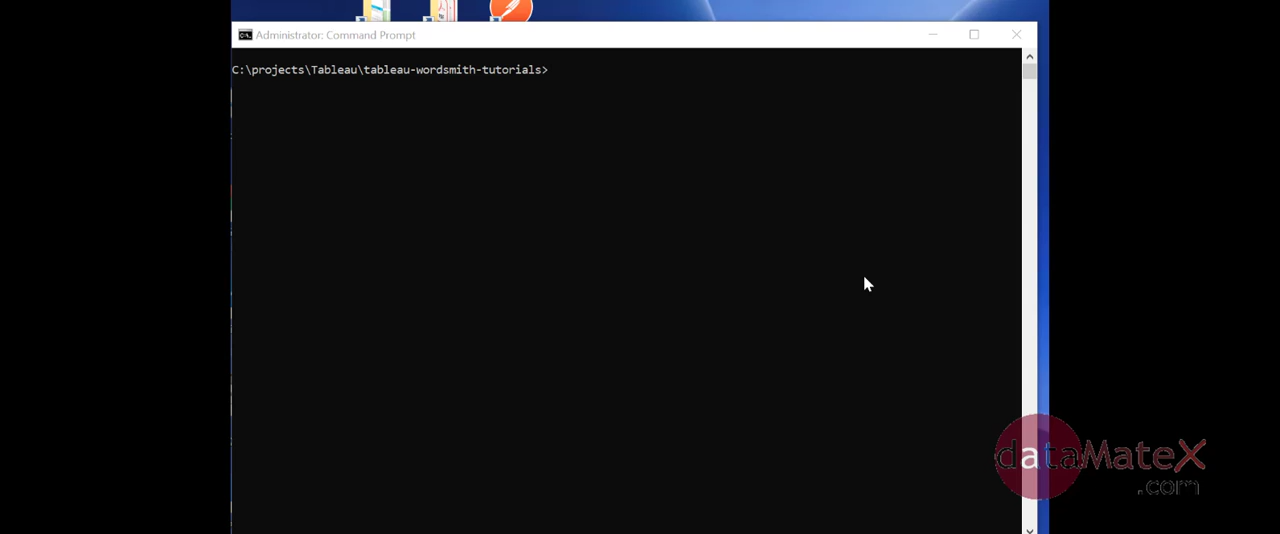 Administrator: Command Prompt
C:\projects\Tableau\tableau-wordsmith-tutorials>
dataMateX
.com